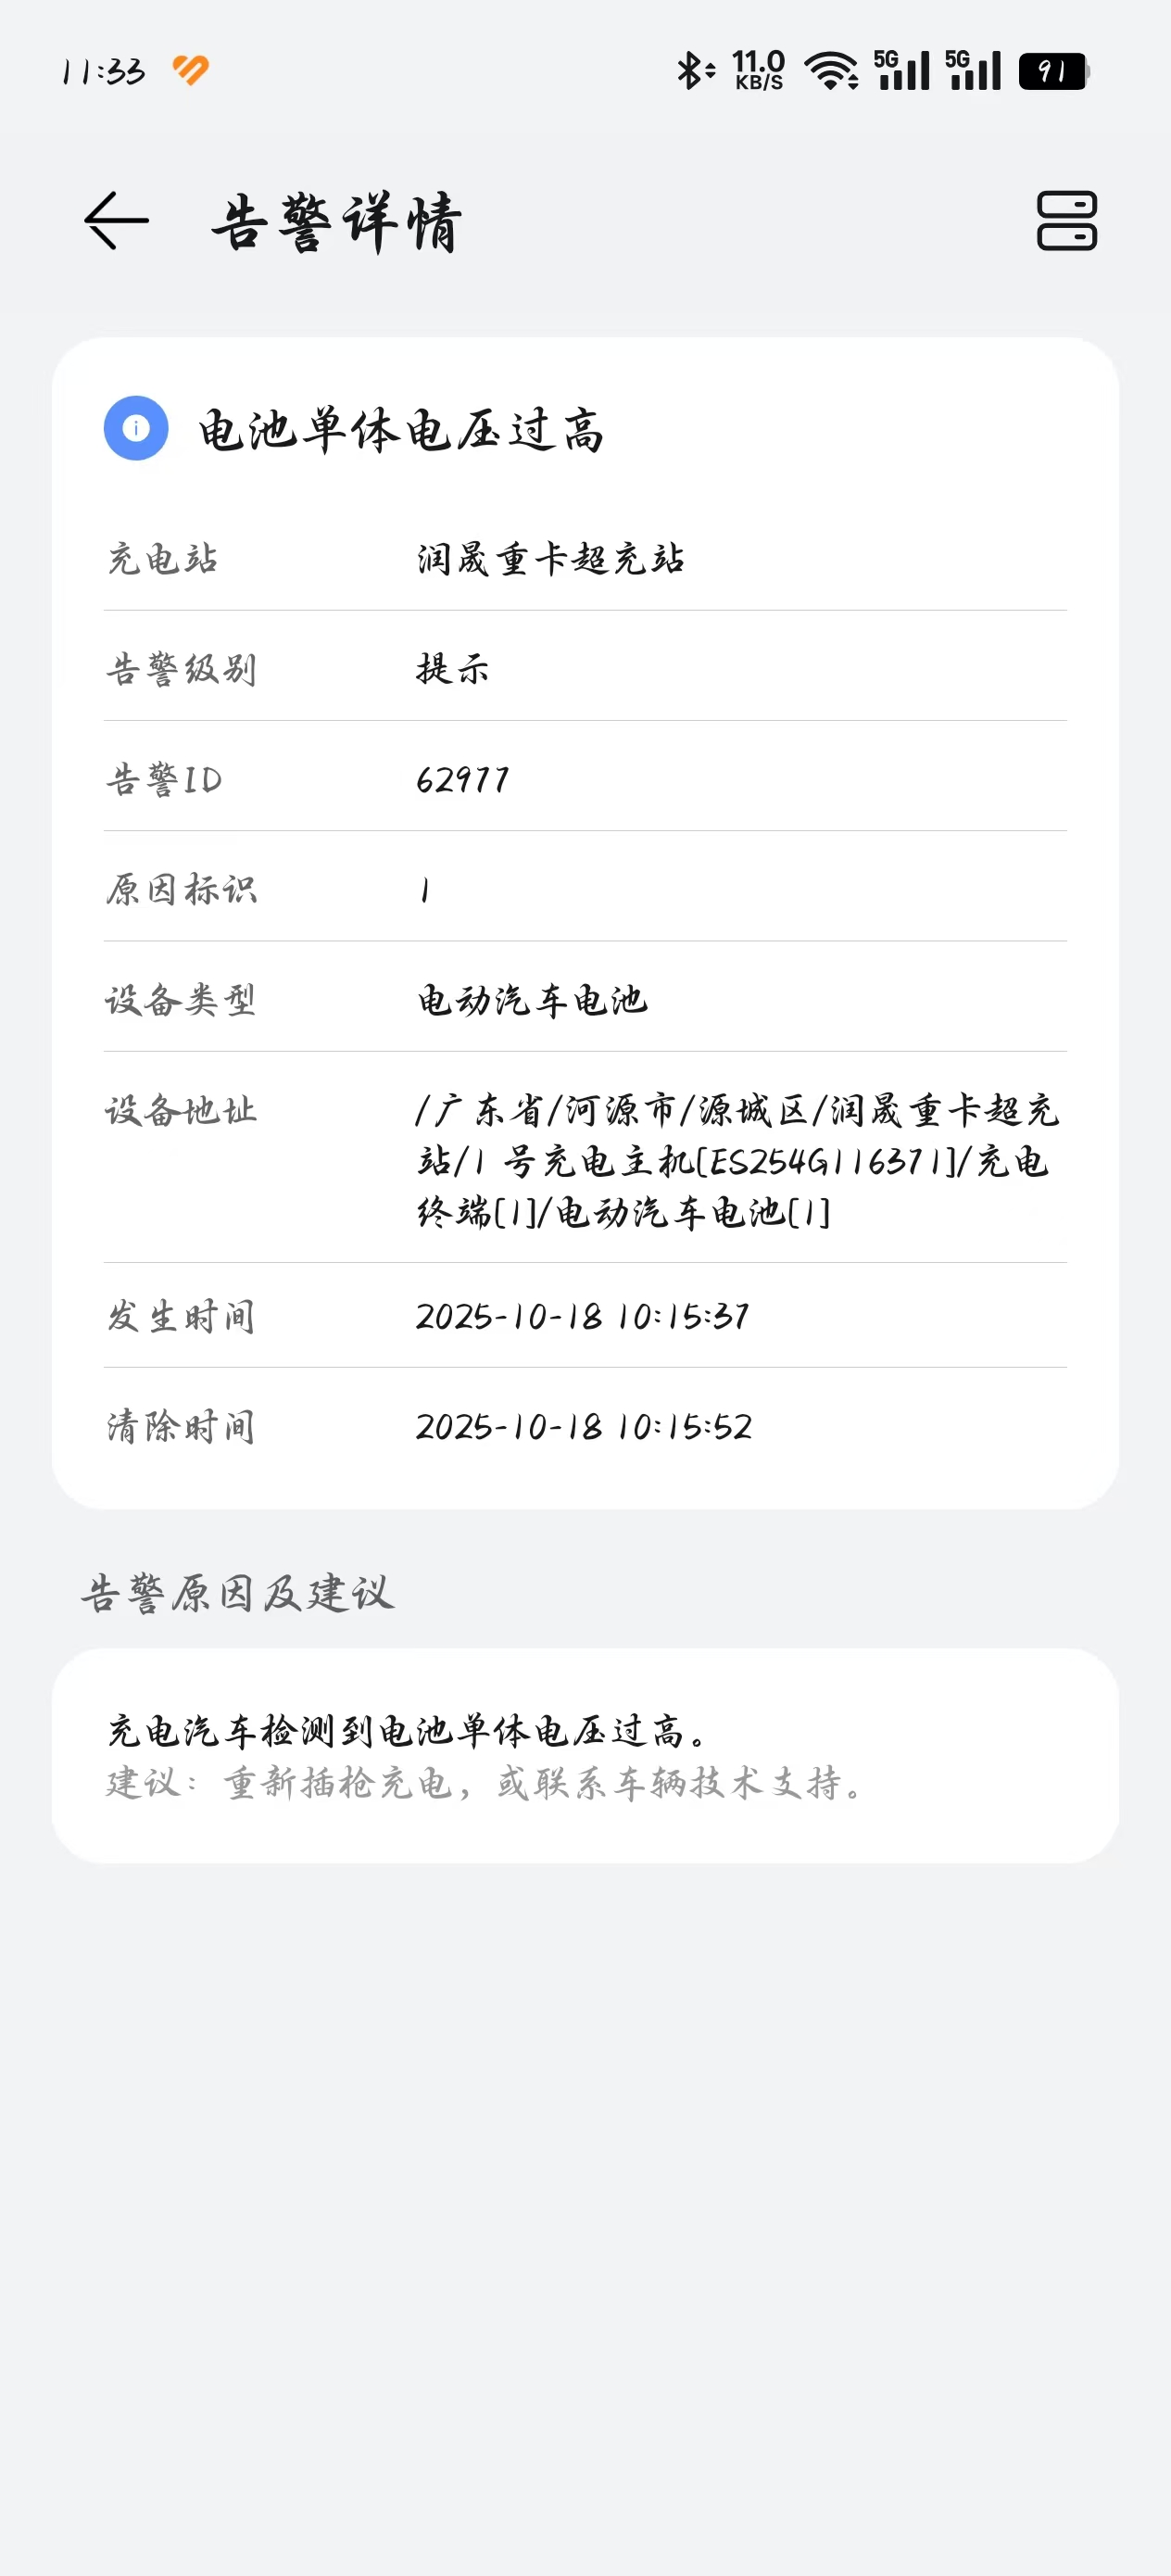 11:33 11.0 KB/S 5G 5G 91
告警详情
电池单体电压过高
充电站 润晟重卡超充站
告警级别 提示
告警ID 62977
原因标识 1
设备类型 电动汽车电池
设备地址 /广东省/河源市/源城区/润晟重卡超充
站/1 号充电主机[ES254G116371]/充电
终端[1]/电动汽车电池[1]
发生时间 2025-10-18 10:15:37
清除时间 2025-10-18 10:15:52
告警原因及建议
充电汽车检测到电池单体电压过高。
建议：重新插枪充电，或联系车辆技术支持。